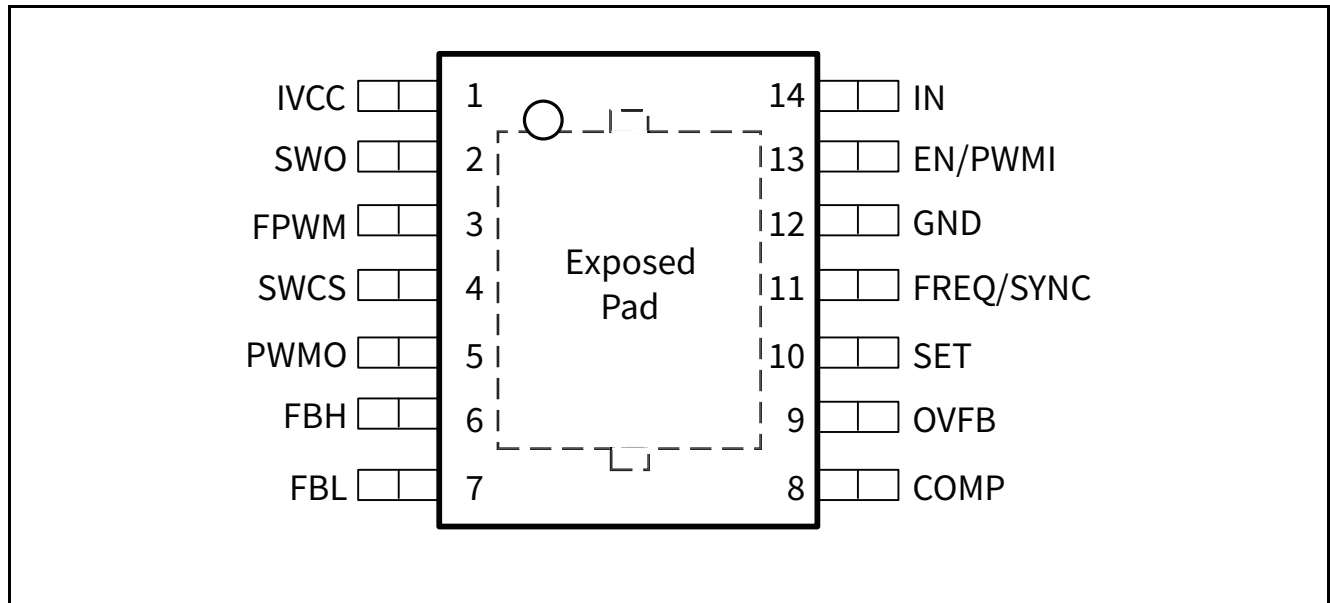 IVCC 1 14 IN
SWO 2 13 EN/PWMI
FPWM 3 12 GND
SWCS 4 Exposed Pad 11 FREQ/SYNC
PWMO 5 10 SET
FBH 6 9 OVFB
FBL 7 8 COMP